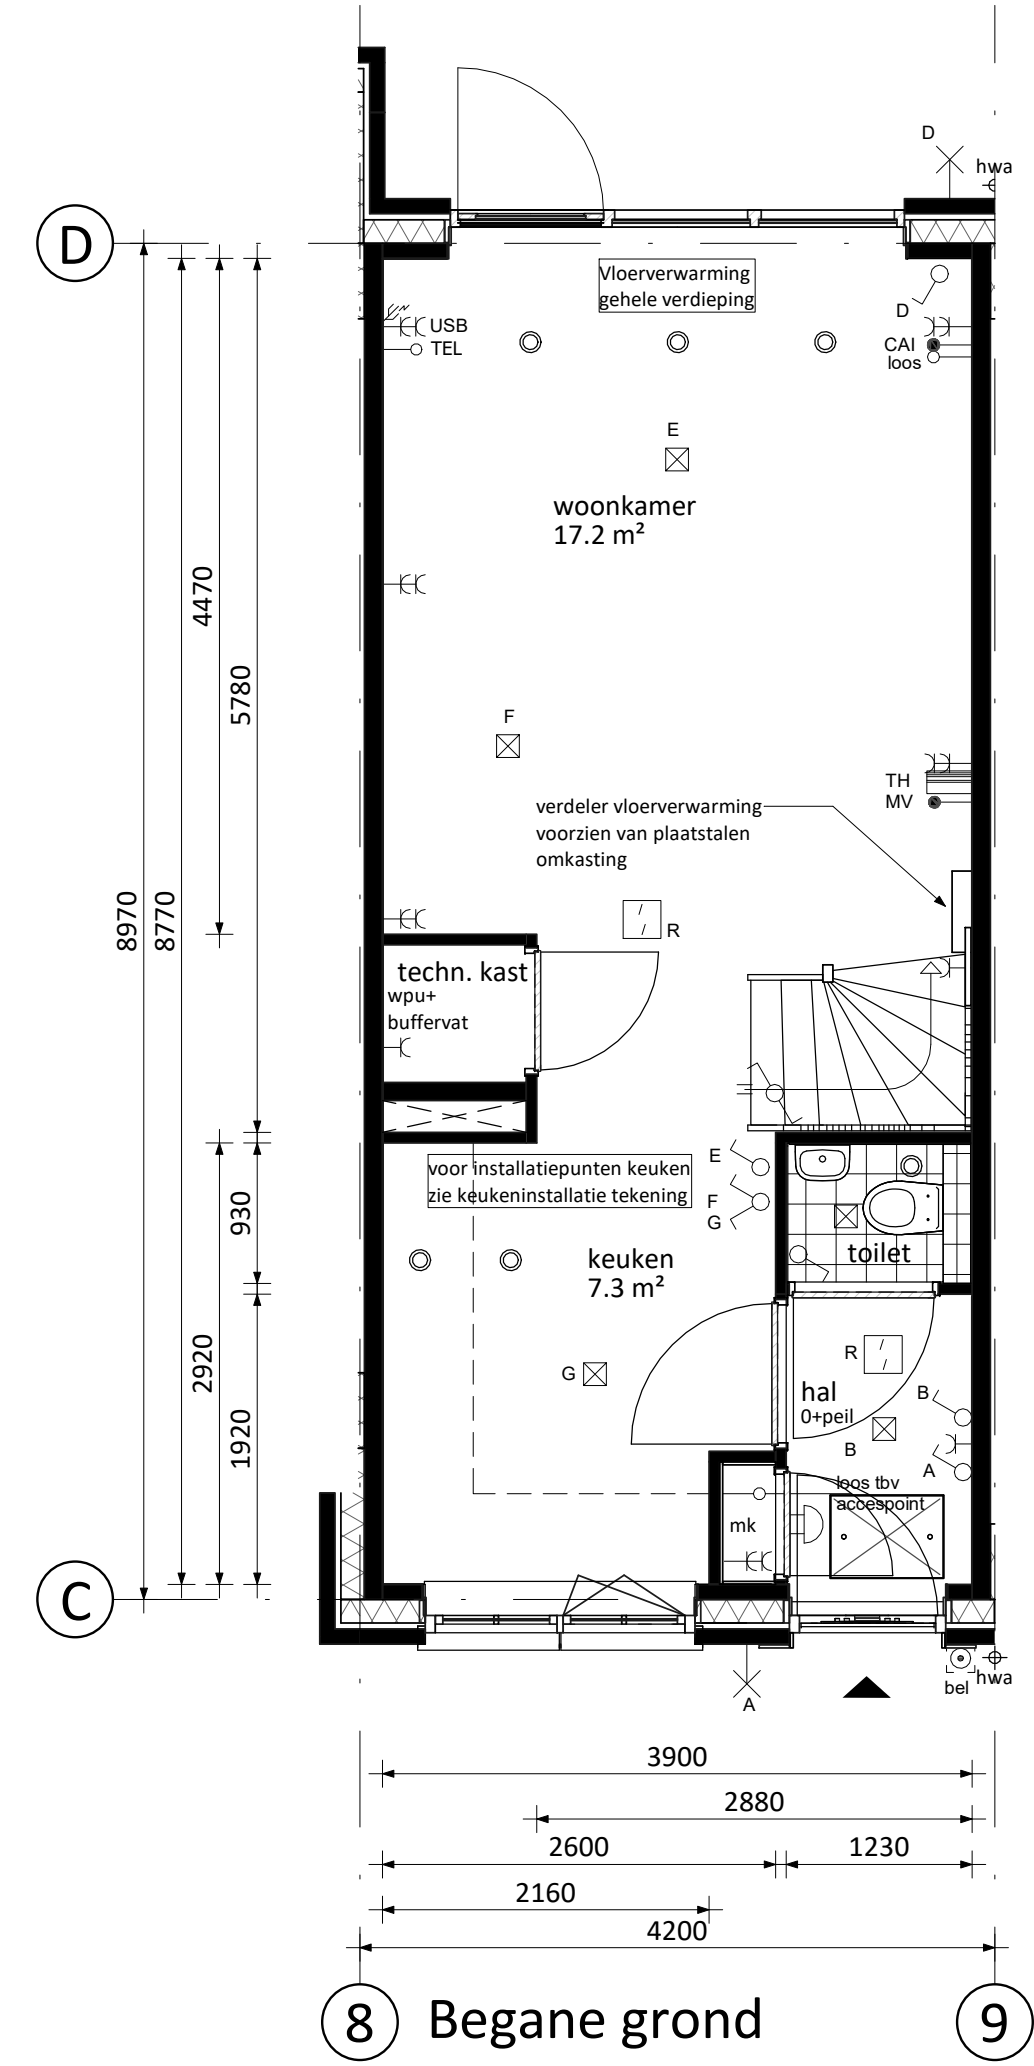 D
hwa
D
Vloerverwarming
gehele verdieping
D
USB
TEL
CAI
loos
E
woonkamer
17.2 m²
4470
5780
F
TH
MV
verdeler vloerverwarming
voorzien van plaatstalen
omkasting
8970
8770
R
techn. kast
wpu+
buffervat
voor installatiepunten keuken
zie keukeninstallatie tekening
E
F
G
930
keuken
7.3 m²
toilet
2920
1920
G
R
hal
0+peil
B
B
A
loos tbv
accespoint
mk
C
A
bel
hwa
3900
2880
2600
1230
2160
4200
8
Begane grond
9